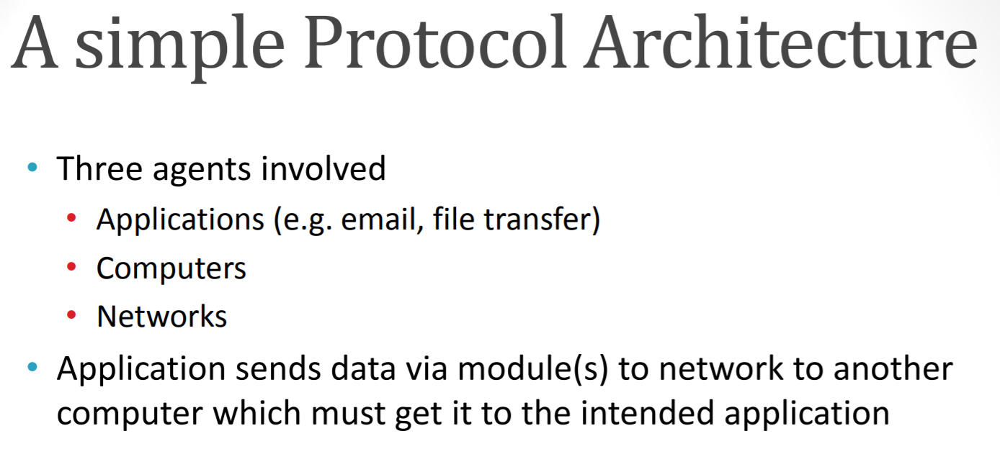 A simple Protocol Architecture
• Three agents involved
• Applications (e.g. email, file transfer)
• Computers
• Networks
• Application sends data via module(s) to network to another
computer which must get it to the intended application